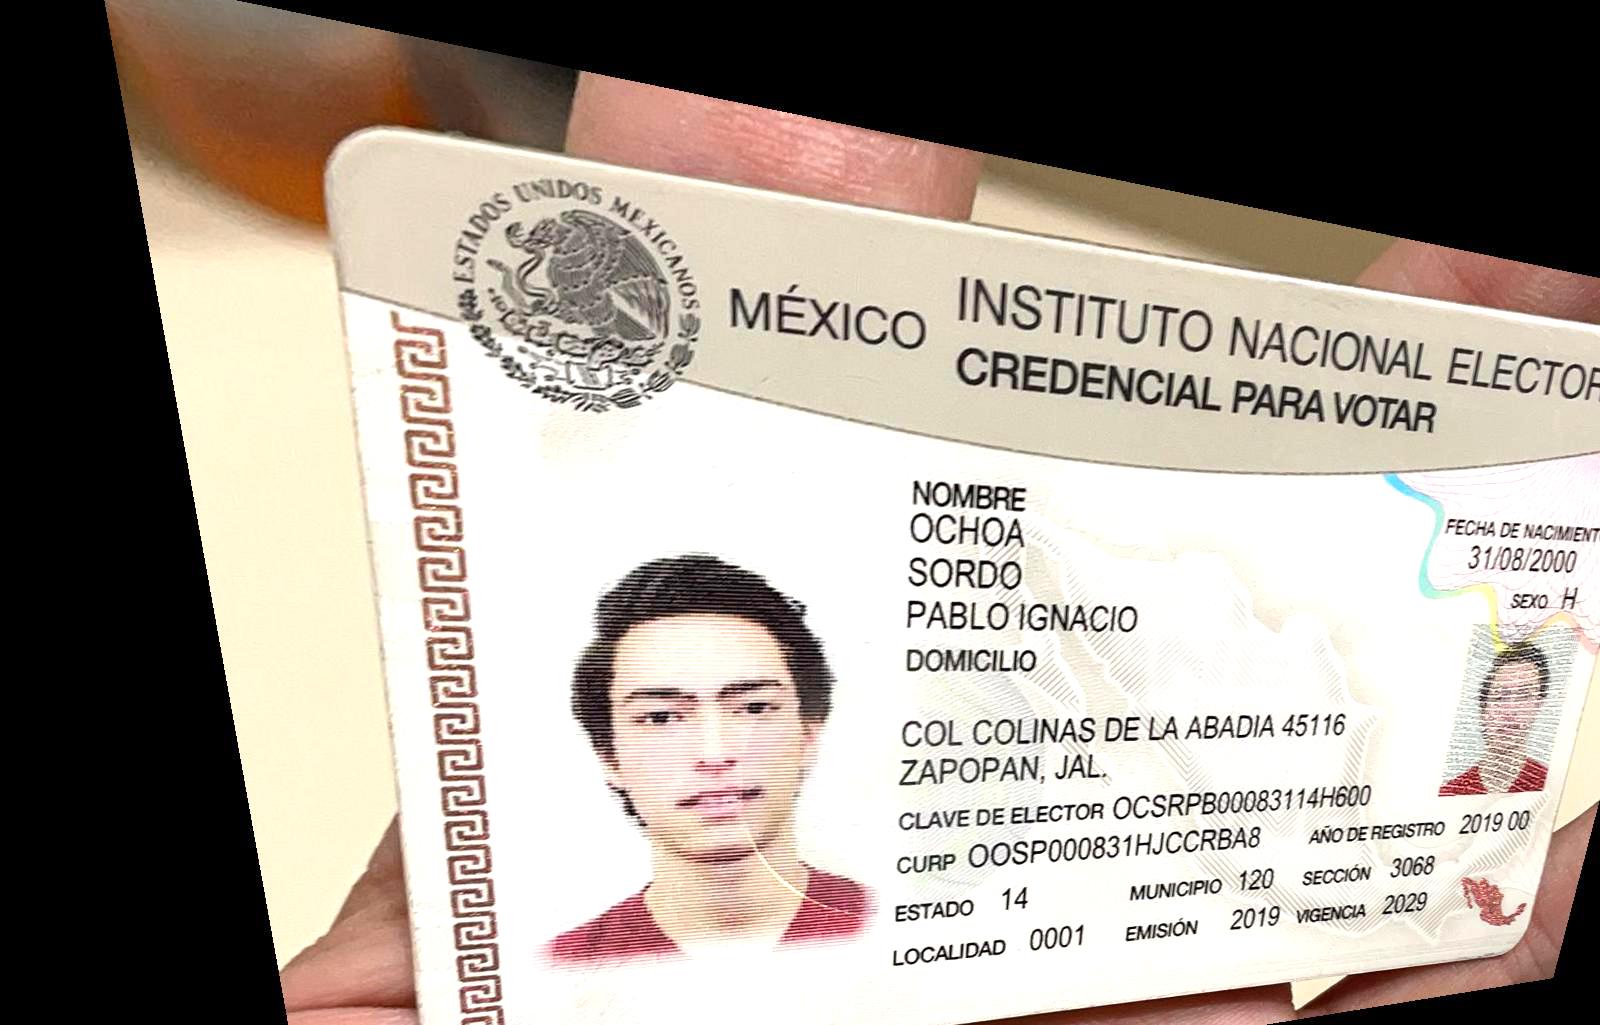 ESTADOS UNIDOS MEXICANOS
MÉXICO
INSTITUTO NACIONAL ELECTOR
CREDENCIAL PARA VOTAR
NOMBRE
OCHOA
SORDO
PABLO IGNACIO
FECHA DE NACIMIENTO
31/08/2000
SEXO H
DOMICILIO
COL COLINAS DE LA ABADIA 45116
ZAPOPAN, JAL.
CLAVE DE ELECTOR OCSRPB00083114H600
CURP OOSP000831HJCCRBA8 AÑO DE REGISTRO 2019 00
ESTADO 14 MUNICIPIO 120 SECCIÓN 3068
LOCALIDAD 0001 EMISIÓN 2019 VIGENCIA 2029